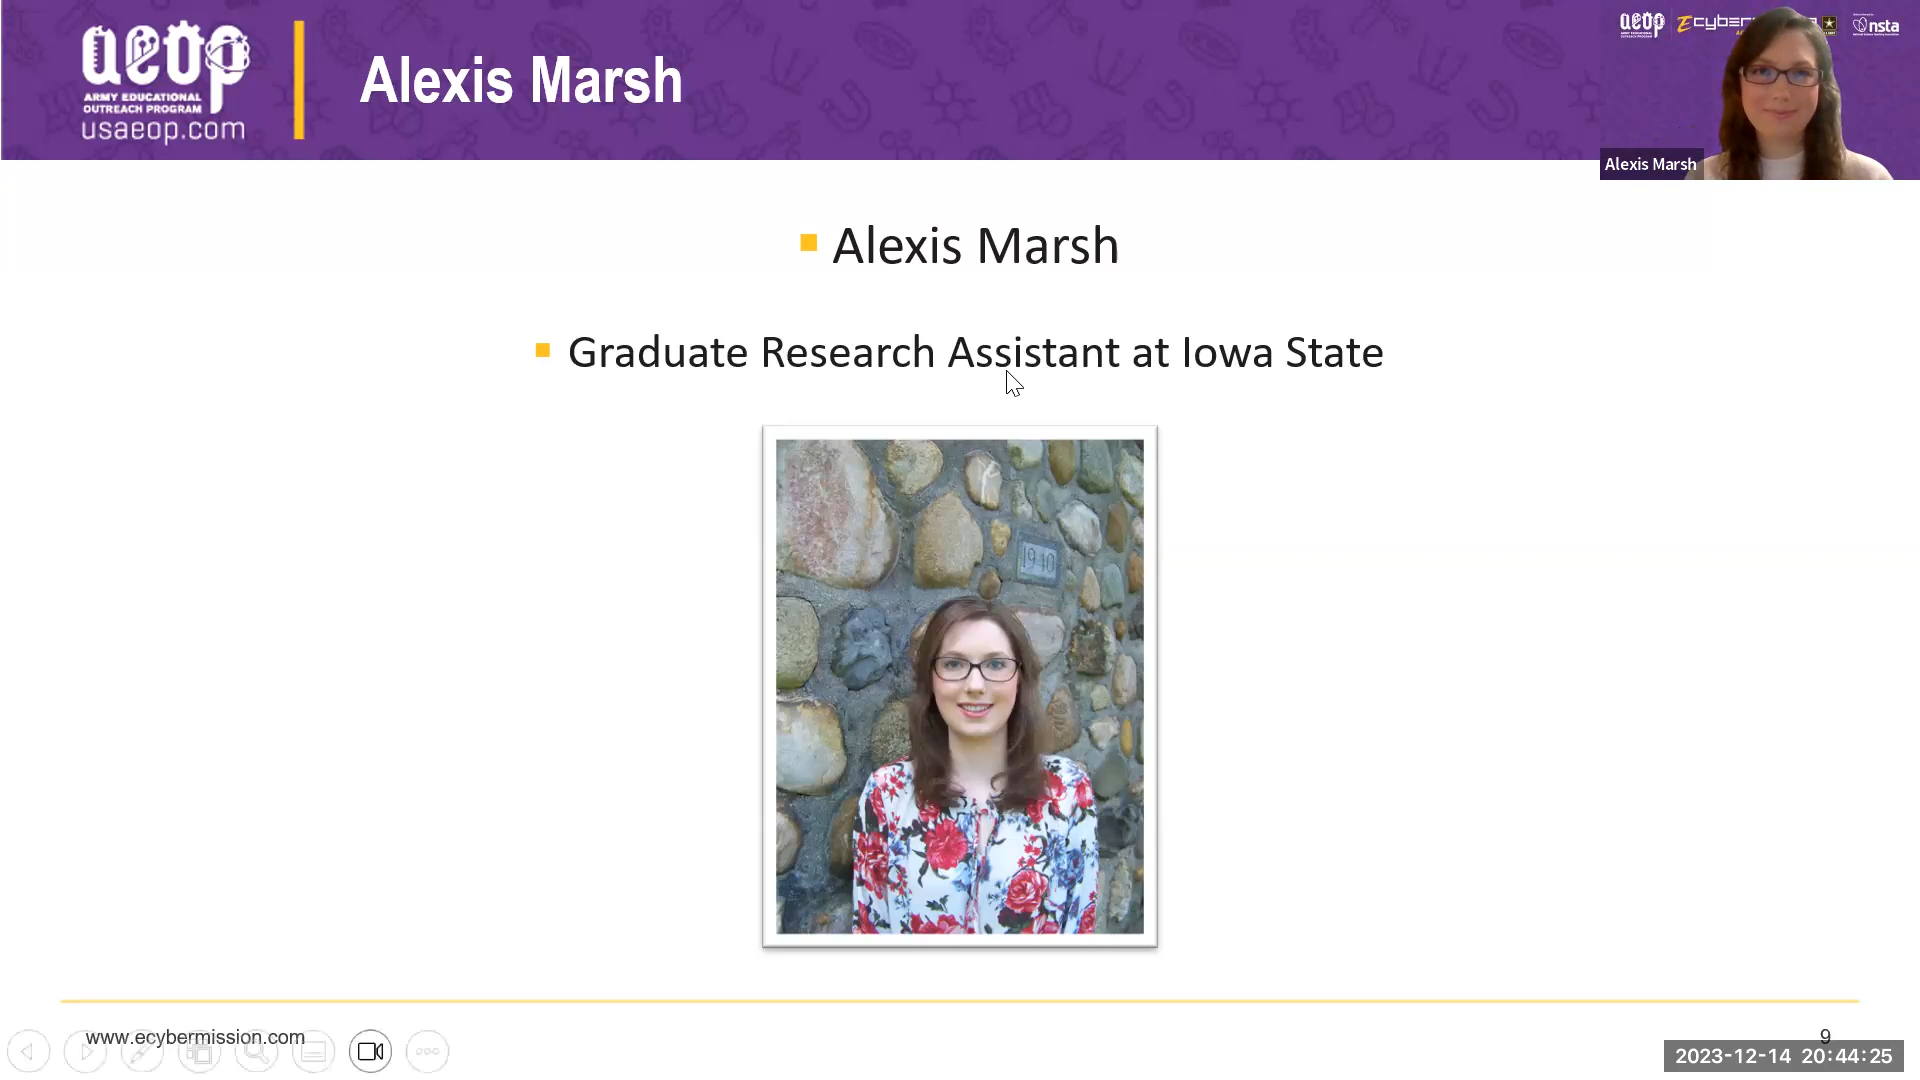 aeop
ARMY EDUCATIONAL
OUTREACH PROGRAM
usaeop.com
Alexis Marsh
aeop
nsta
Alexis Marsh
Alexis Marsh
Graduate Research Assistant at Iowa State
1940
www.ecybermission.com
9
2023-12-14 20:44:25